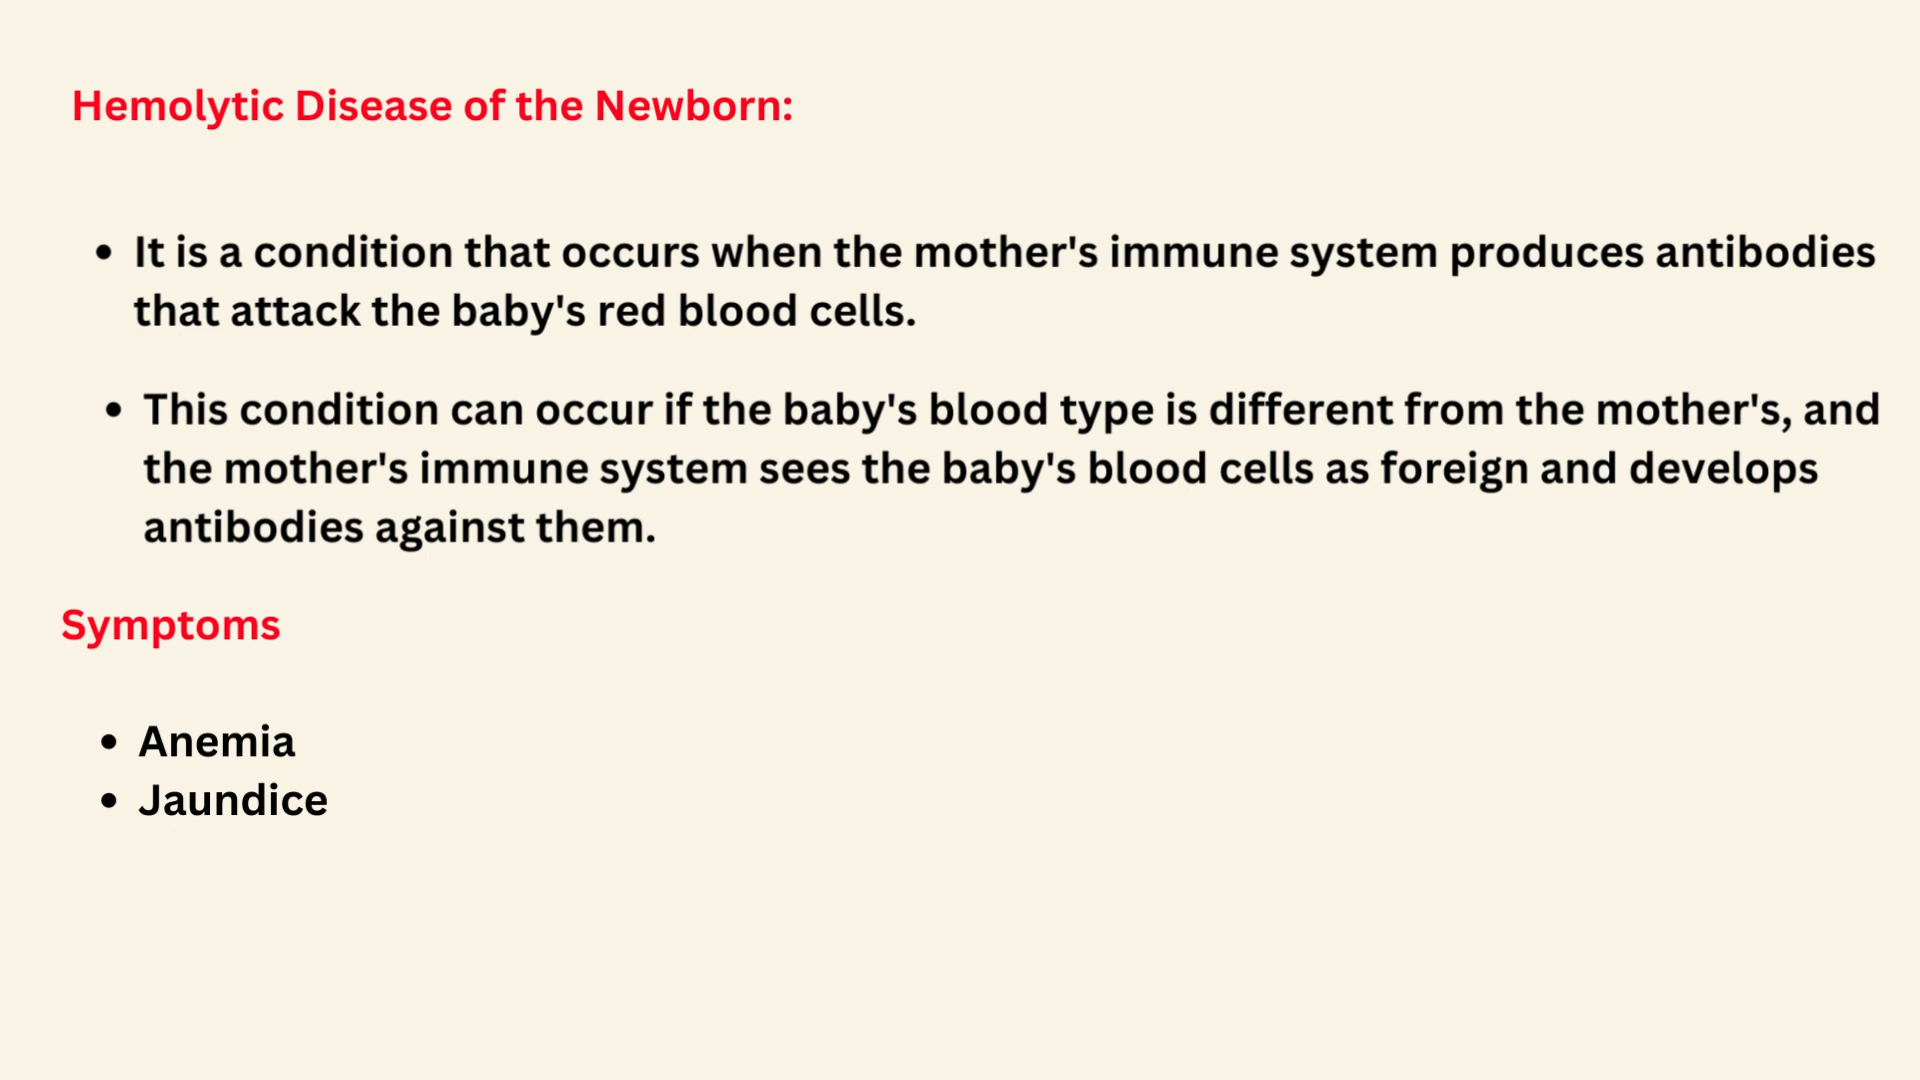 Hemolytic Disease of the Newborn:
• It is a condition that occurs when the mother's immune system produces antibodies
that attack the baby's red blood cells.
• This condition can occur if the baby's blood type is different from the mother's, and
the mother's immune system sees the baby's blood cells as foreign and develops
antibodies against them.
Symptoms
• Anemia
• Jaundice